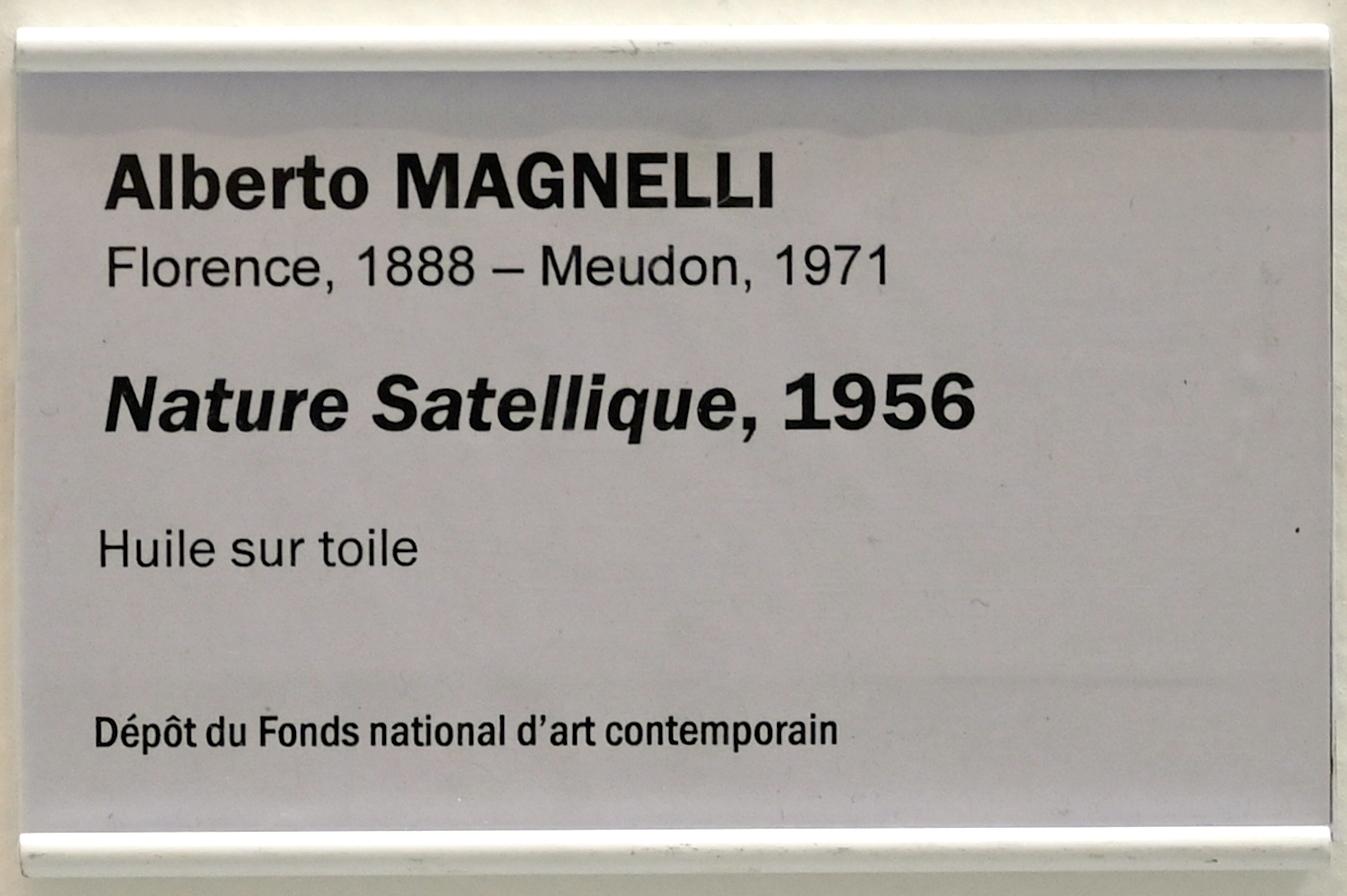 Alberto MAGNELLI
Florence, 1888 – Meudon, 1971
Nature Satellique, 1956
Huile sur toile
Dépôt du Fonds national d’art contemporain